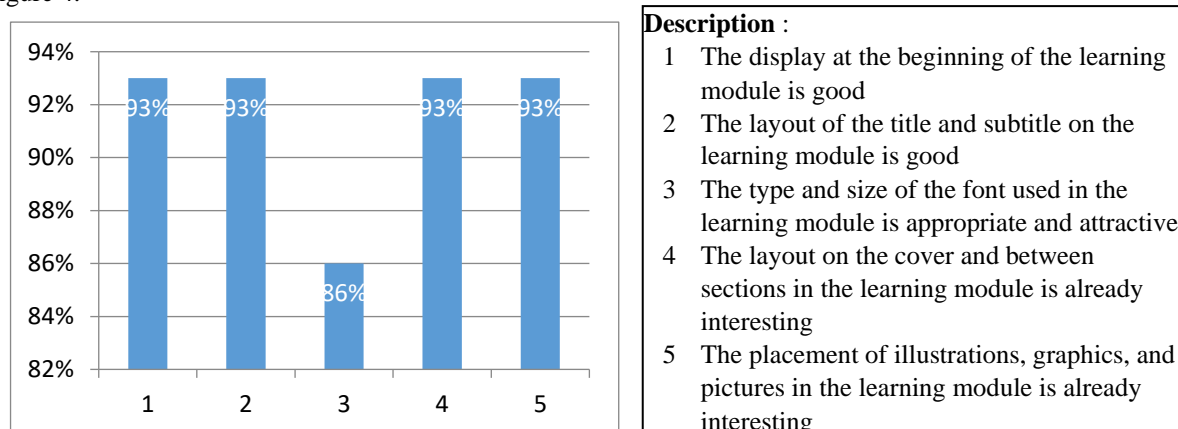 94%
92%
90%
88%
86%
84%
82%
93%
93%
86%
93%
93%
1 2 3 4 5
Description :
1 The display at the beginning of the learning
module is good
2 The layout of the title and subtitle on the
learning module is good
3 The type and size of the font used in the
learning module is appropriate and attractive
4 The layout on the cover and between
sections in the learning module is already
interesting
5 The placement of illustrations, graphics, and
pictures in the learning module is already
interesting